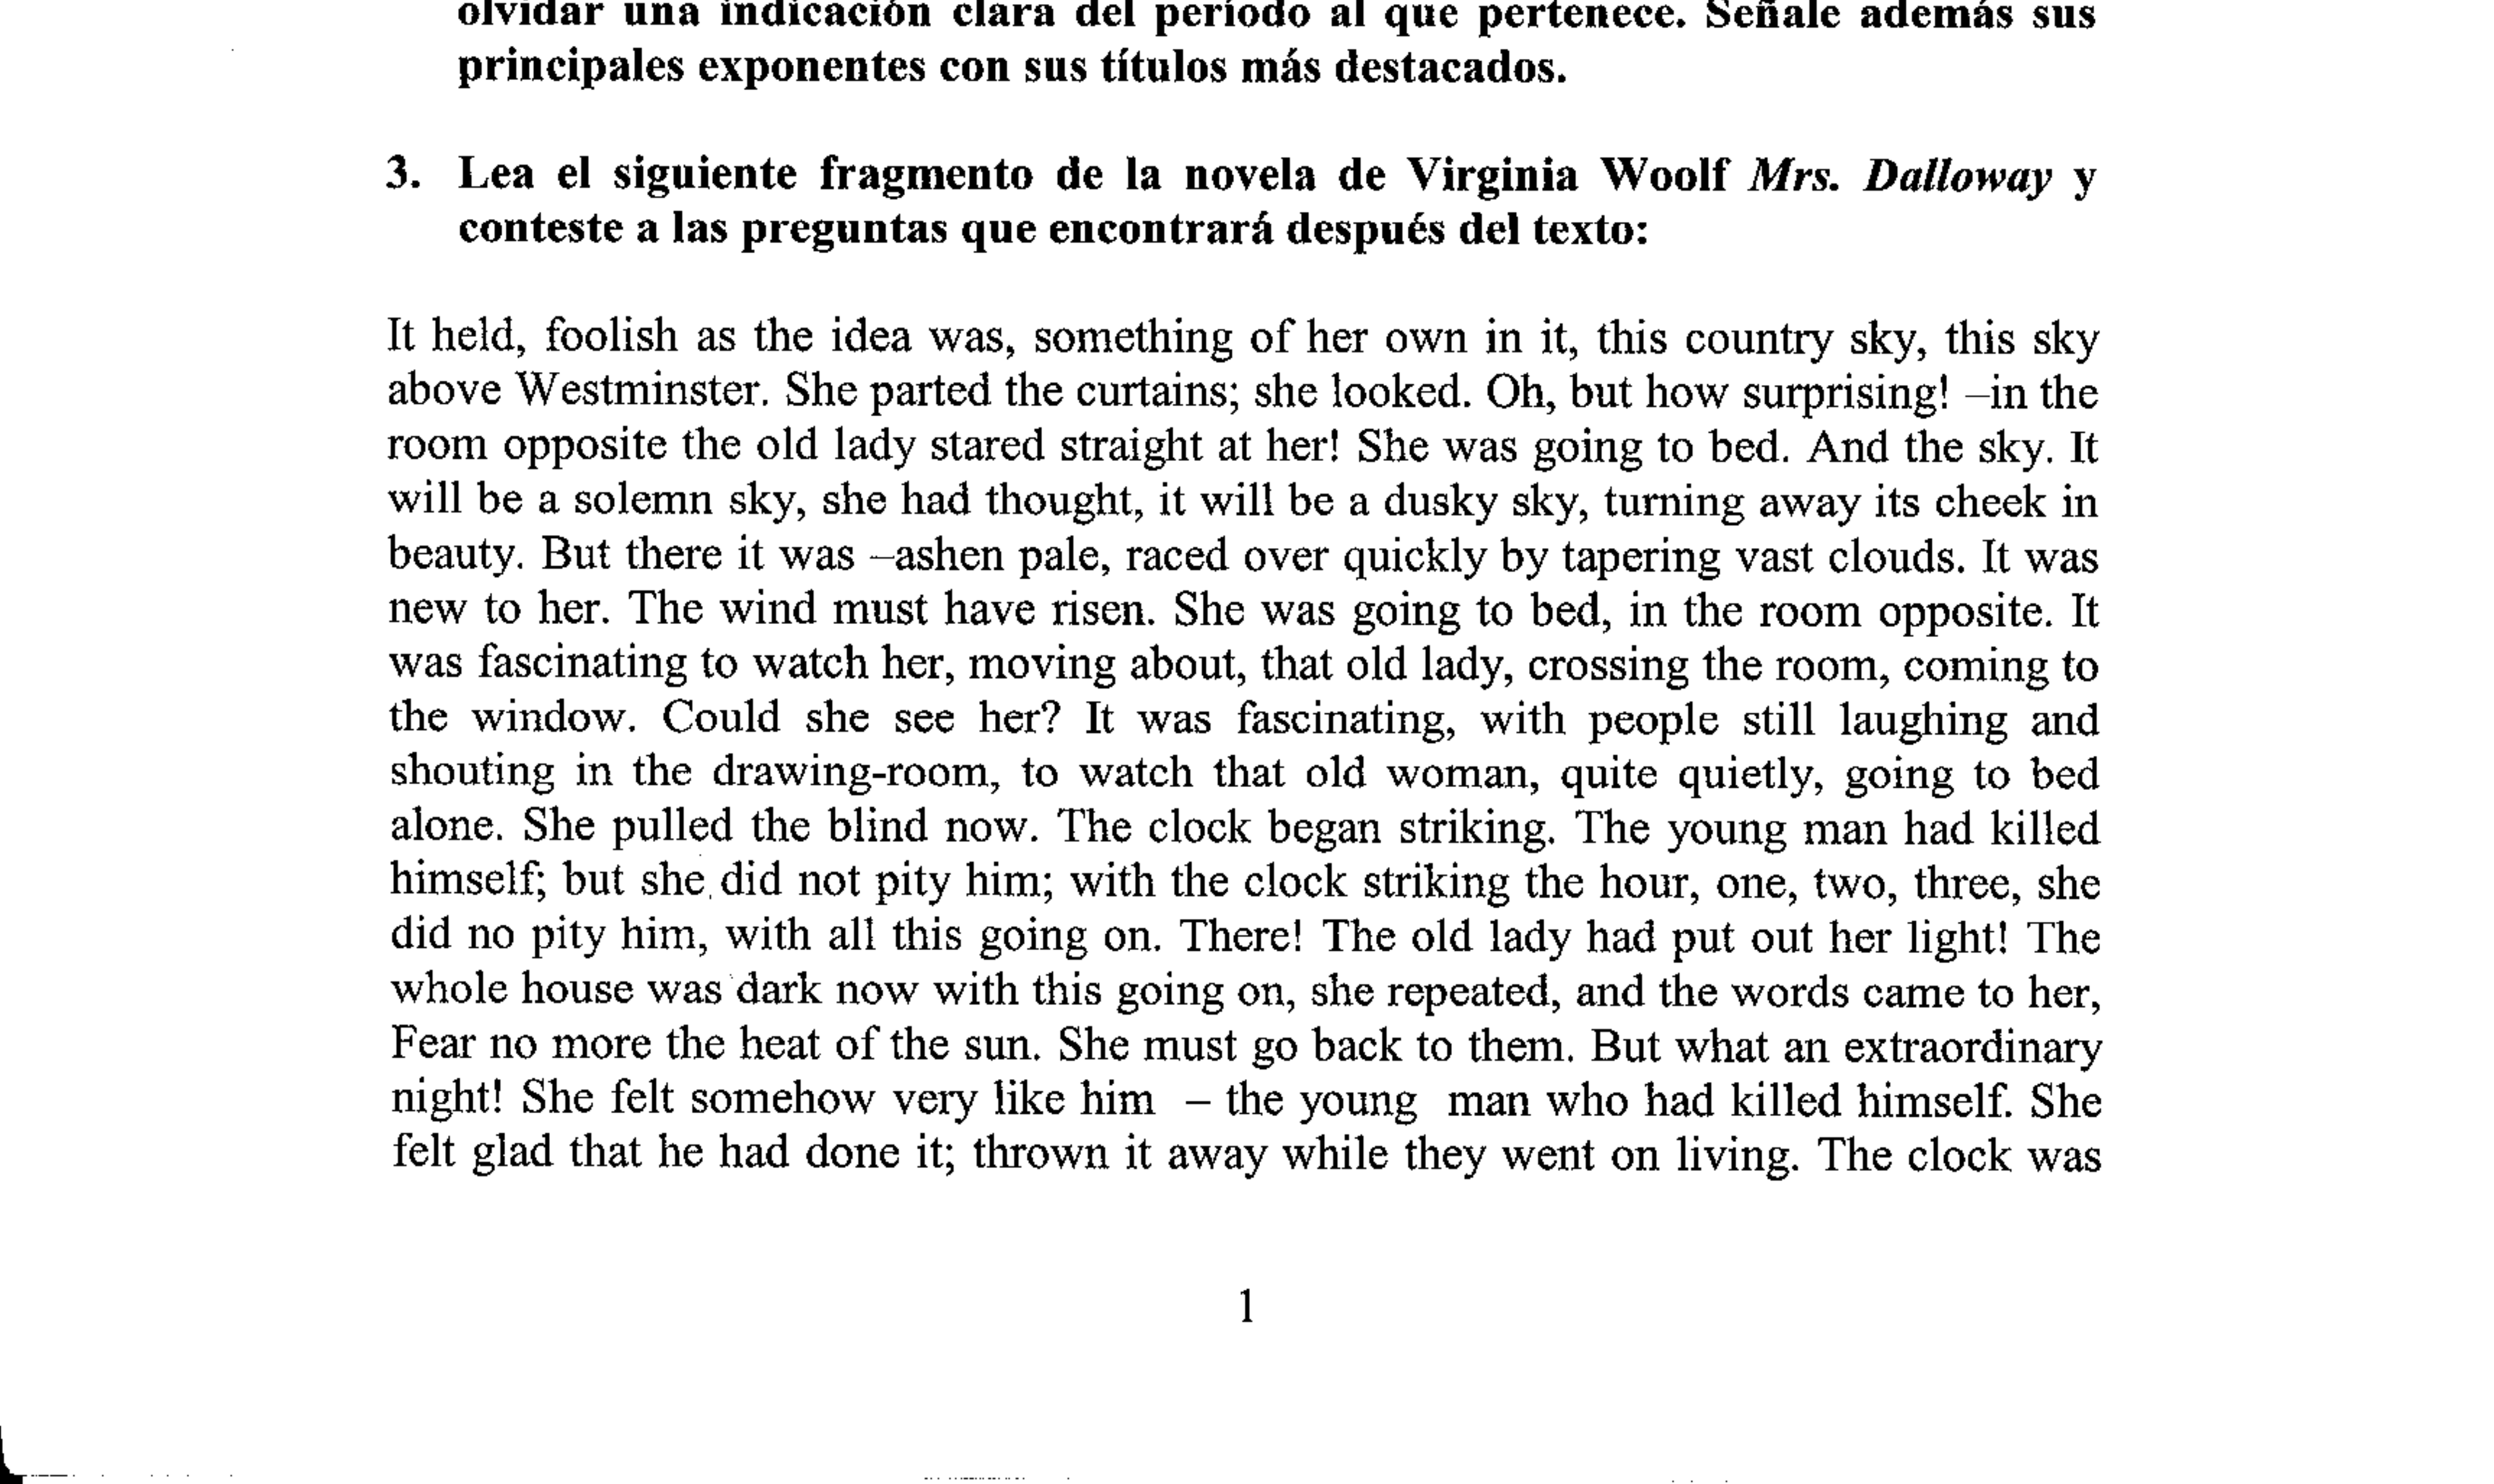 olvidar una indicación clara del período al que pertenece. Señale además sus
principales exponentes con sus títulos más destacados.
3. Lea el siguiente fragmento de la novela de Virginia Woolf Mrs. Dalloway y
conteste a las preguntas que encontrará después del texto:
It held, foolish as the idea was, something of her own in it, this country sky, this sky
above Westminster. She parted the curtains; she looked. Oh, but how surprising! –in the
room opposite the old lady stared straight at her! She was going to bed. And the sky. It
will be a solemn sky, she had thought, it will be a dusky sky, turning away its cheek in
beauty. But there it was –ashen pale, raced over quickly by tapering vast clouds. It was
new to her. The wind must have risen. She was going to bed, in the room opposite. It
was fascinating to watch her, moving about, that old lady, crossing the room, coming to
the window. Could she see her? It was fascinating, with people still laughing and
shouting in the drawing-room, to watch that old woman, quite quietly, going to bed
alone. She pulled the blind now. The clock began striking. The young man had killed
himself; but she did not pity him; with the clock striking the hour, one, two, three, she
did no pity him, with all this going on. There! The old lady had put out her light! The
whole house was dark now with this going on, she repeated, and the words came to her,
Fear no more the heat of the sun. She must go back to them. But what an extraordinary
night! She felt somehow very like him – the young man who had killed himself. She
felt glad that he had done it; thrown it away while they went on living. The clock was
1